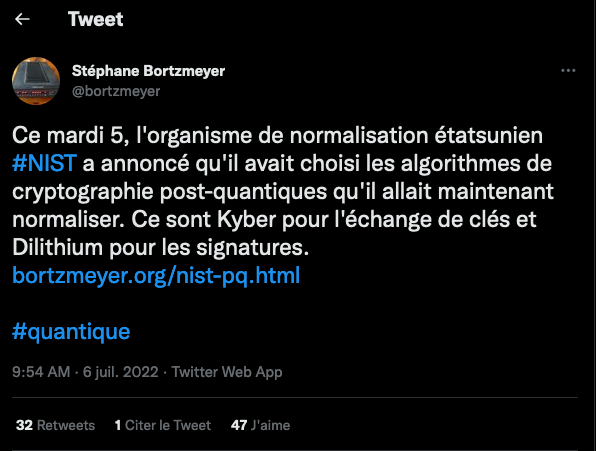 ← Tweet
Stéphane Bortzmeyer ...
@bortzmeyer
Ce mardi 5, l'organisme de normalisation étatsunien
#NIST a annoncé qu'il avait choisi les algorithmes de
cryptographie post-quantiques qu'il allait maintenant
normaliser. Ce sont Kyber pour l'échange de clés et
Dilithium pour les signatures.
bortzmeyer.org/nist-pq.html
#quantique
9:54 AM · 6 juil. 2022 · Twitter Web App
32 Retweets 1 Citer le Tweet 47 J'aime